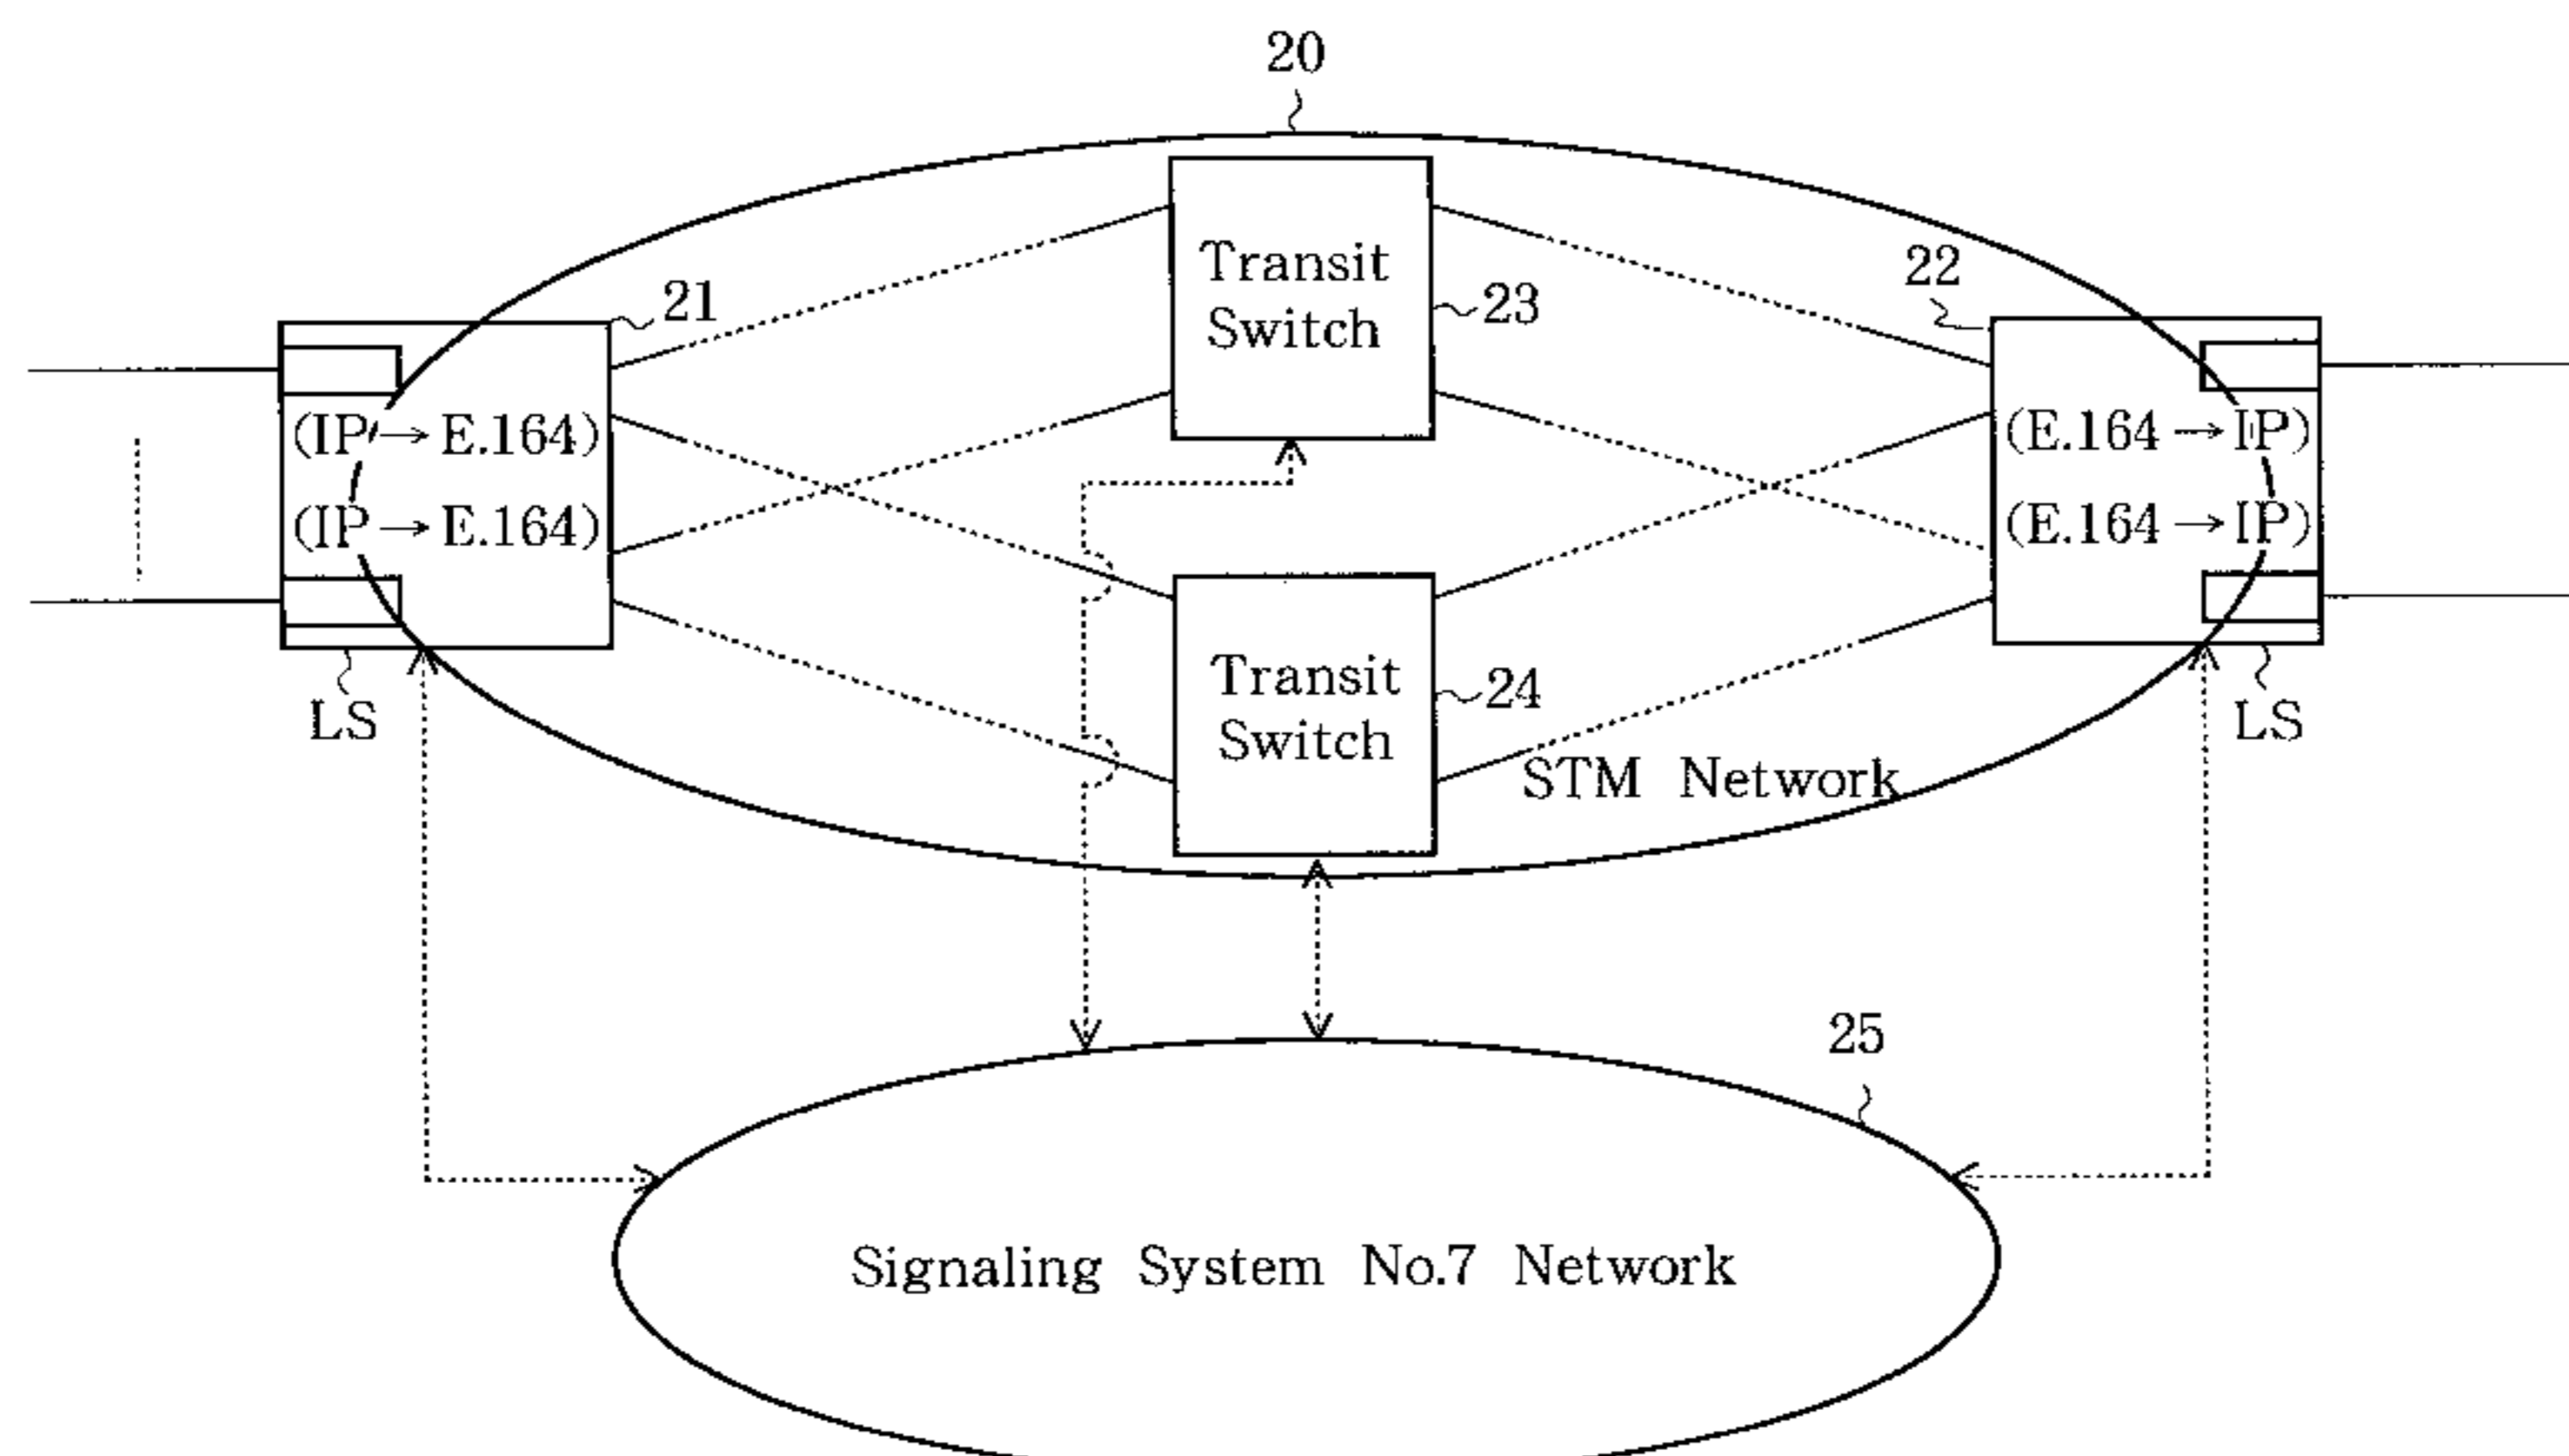 20
21
22
Transit
Switch
23
(IP→E.164)
(IP→E.164)
(E.164→IP)
(E.164→IP)
LS
Transit
Switch
24
LS
STM Network
25
Signaling System No.7 Network